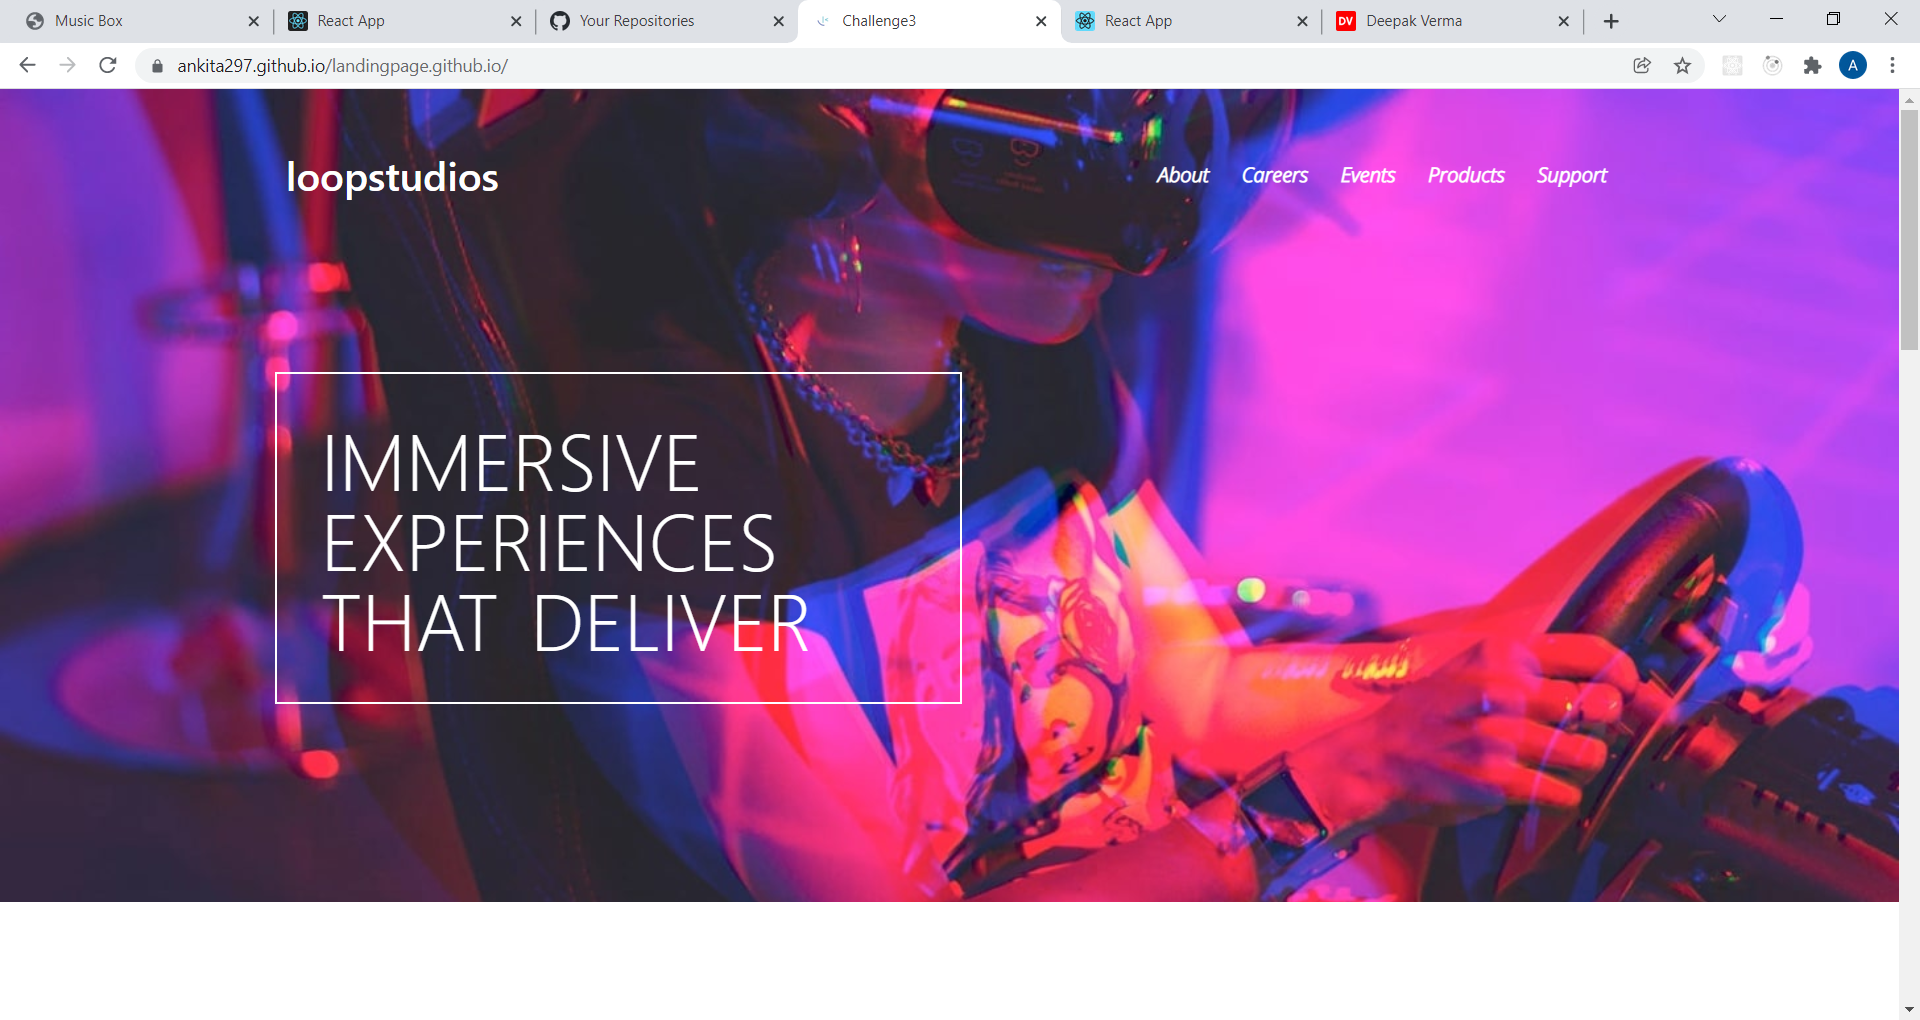 Music Box
React App
Your Repositories
Challenge3
React App
DV Deepak Verma
ankita297.github.io/landingpage.github.io/
A
loopstudios
About Careers Events Products Support
IMMERSIVE
EXPERIENCES
THAT DELIVER